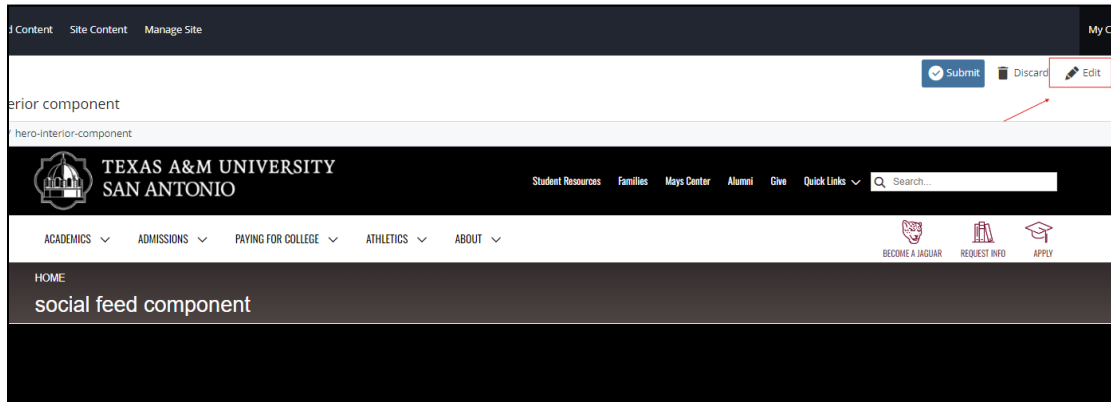 d Content Site Content Manage Site My C
Submit Discard Edit
erior component
/ hero-interior-component
TEXAS A&M UNIVERSITY
SAN ANTONIO
Student Resources Families Mays Center Alumni Give Quick Links Search...
ACADEMICS ADMISSIONS PAYING FOR COLLEGE ATHLETICS ABOUT
BECOME A JAGUAR REQUEST INFO APPLY
HOME
social feed component